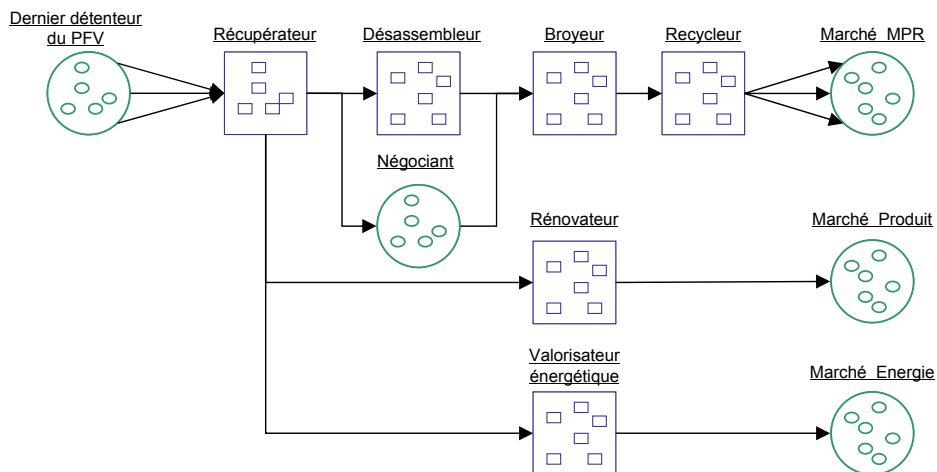 Dernier détenteur
du PFV
Récupérateur
Désassembleur
Broyeur
Recycleur
Marché MPR
Négociant
Rénovateur
Marché Produit
Valorisateur
énergétique
Marché Energie